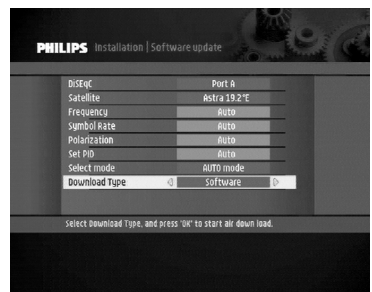 PHILIPS Installation | Software update
DiSEqC Port A
Satellite Astra 19.2°E
Frequency Auto
Symbol Rate Auto
Polarization Auto
Set PID Auto
Select mode AUTO mode
Download Type Software
Select Download Type, and press 'OK' to start air down load.